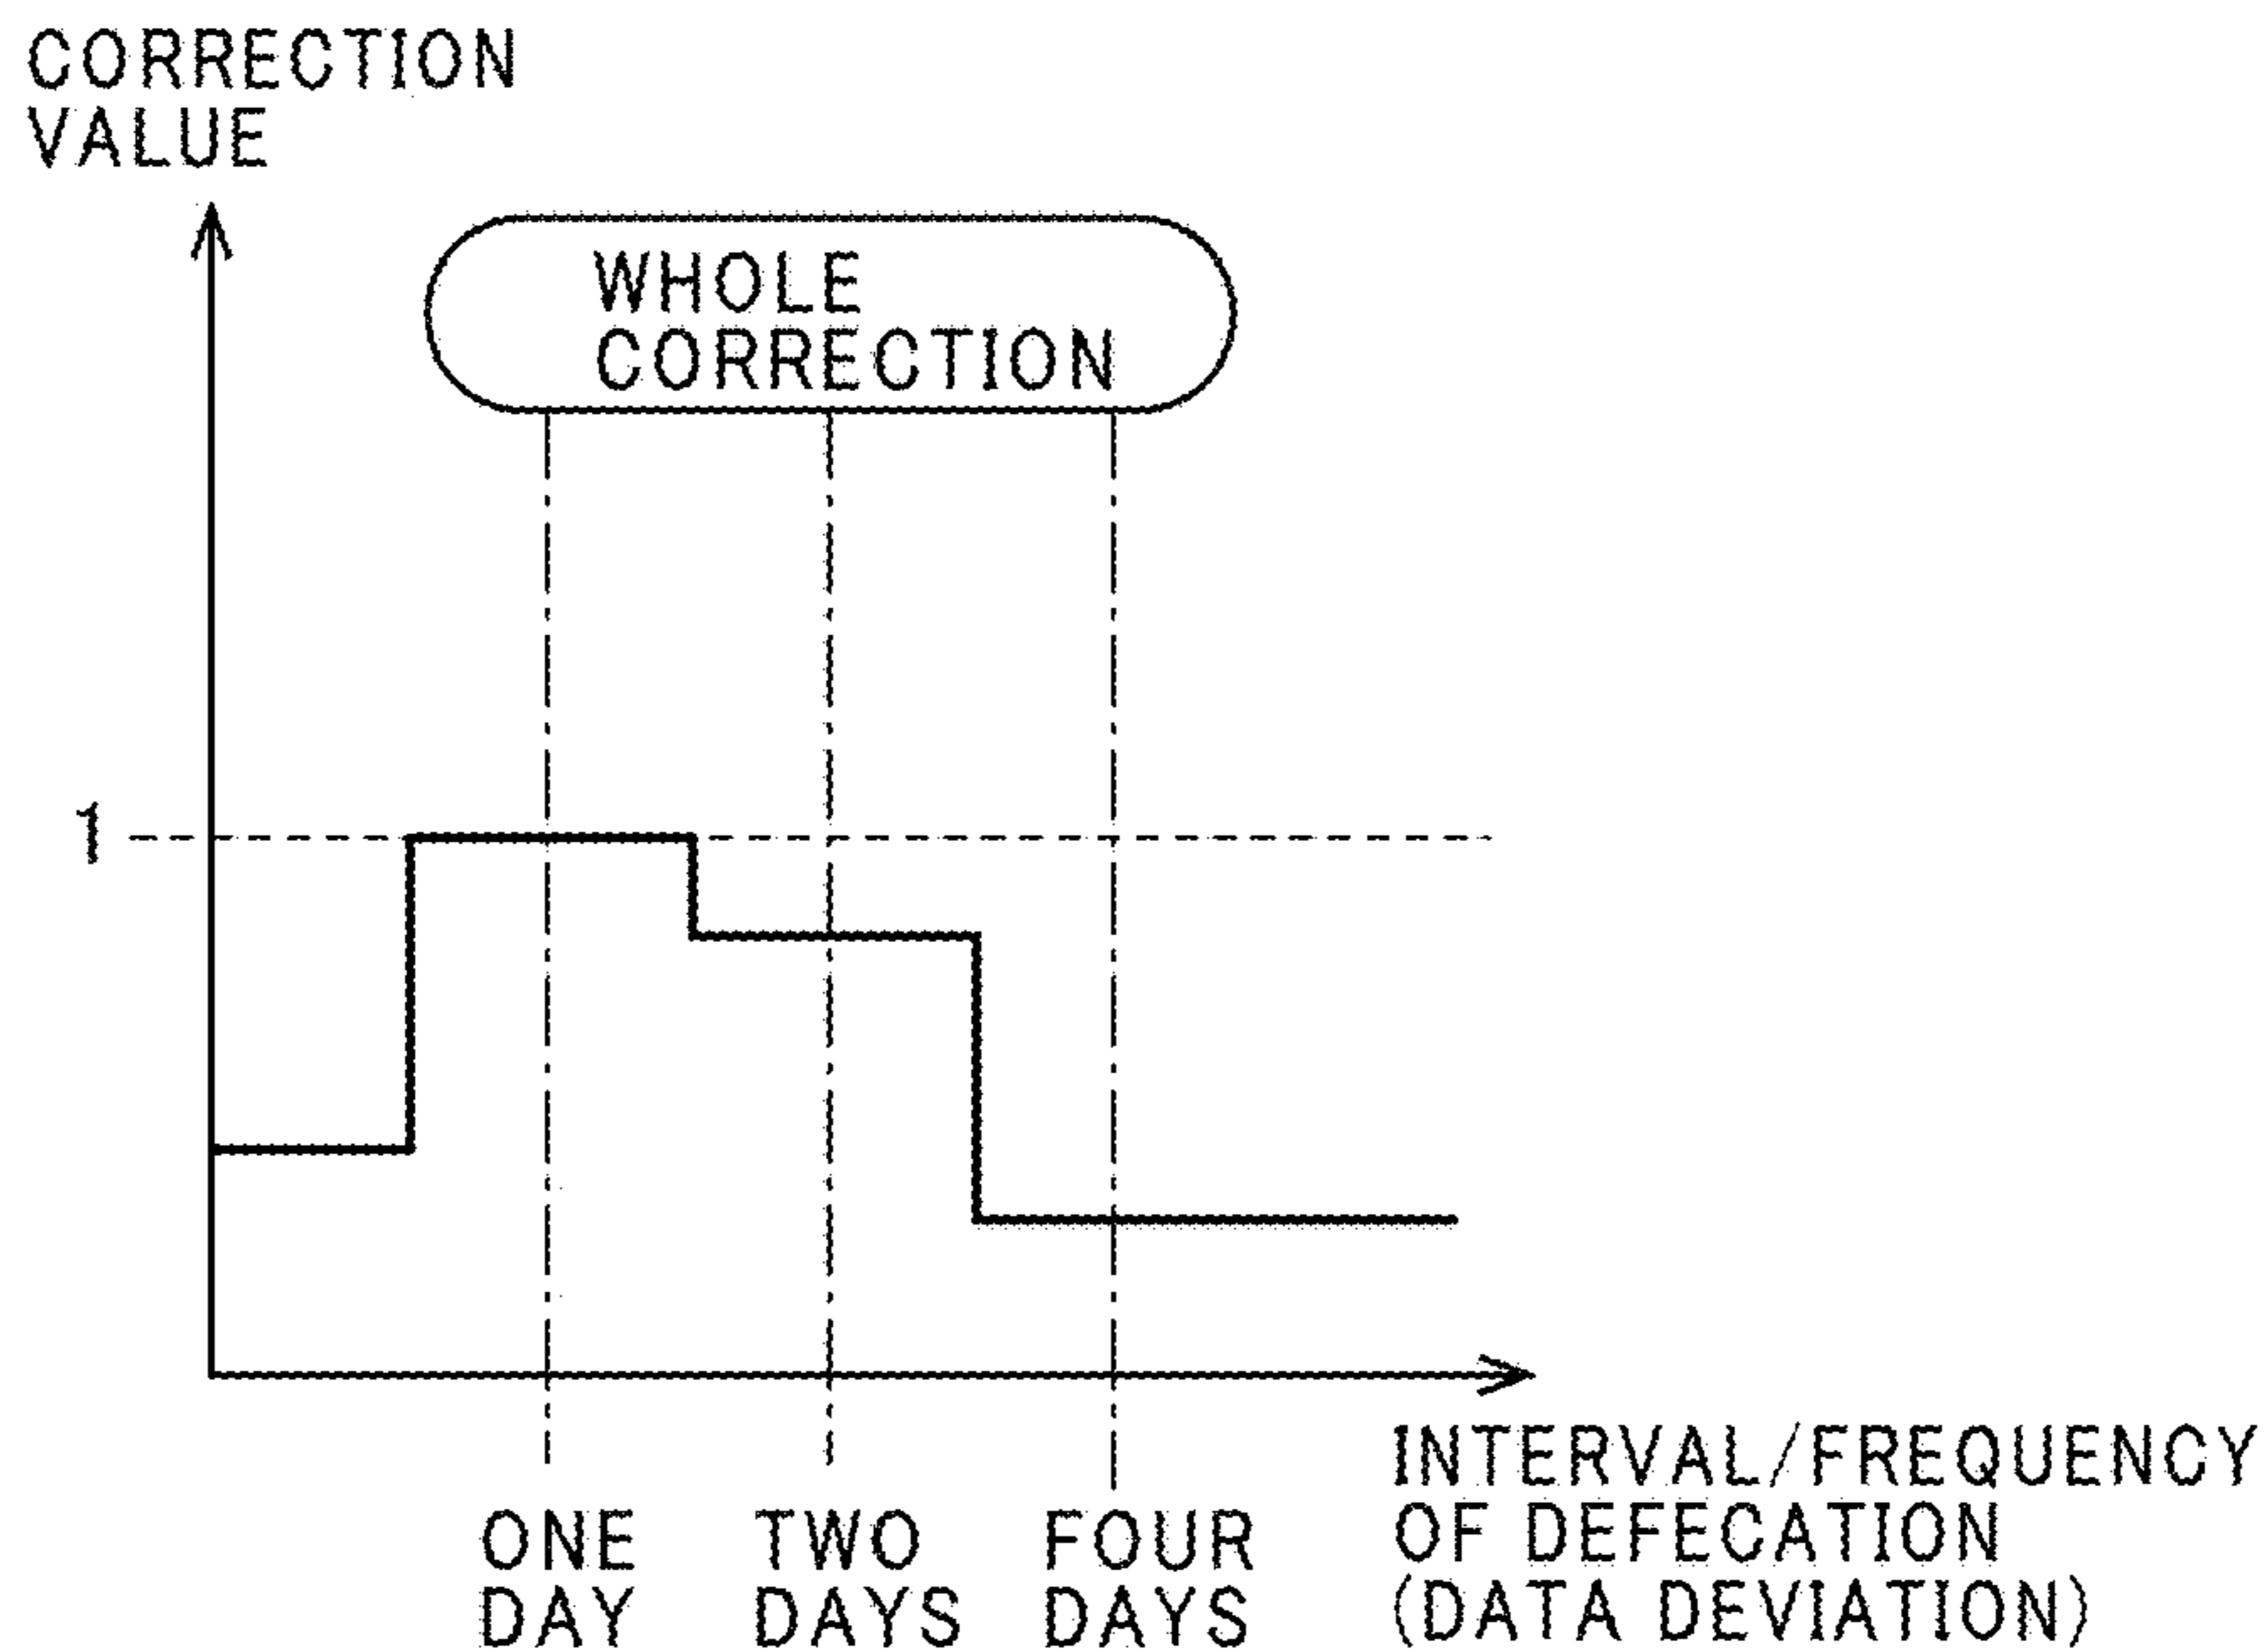 CORRECTION
VALUE
WHOLE
CORRECTION
1
ONE
DAY
TWO
DAYS
FOUR
DAYS
INTERVAL/FREQUENCY
OF DEFECATION
(DATA DEVIATION)